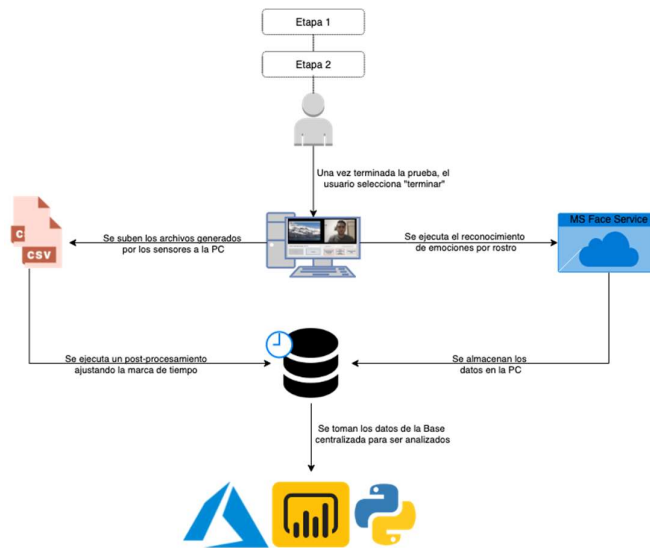 Etapa 1
Etapa 2
Una vez terminada la prueba, el
usuario selecciona "terminar"
MS Face Service
Se suben los archivos generados
por los sensores a la PC
Se ejecuta el reconocimiento
de emociones por rostro
C
CSV
Se ejecuta un post-procesamiento
ajustando la marca de tiempo
Se almacenan los
datos en la PC
Se toman los datos de la Base
centralizada para ser analizados